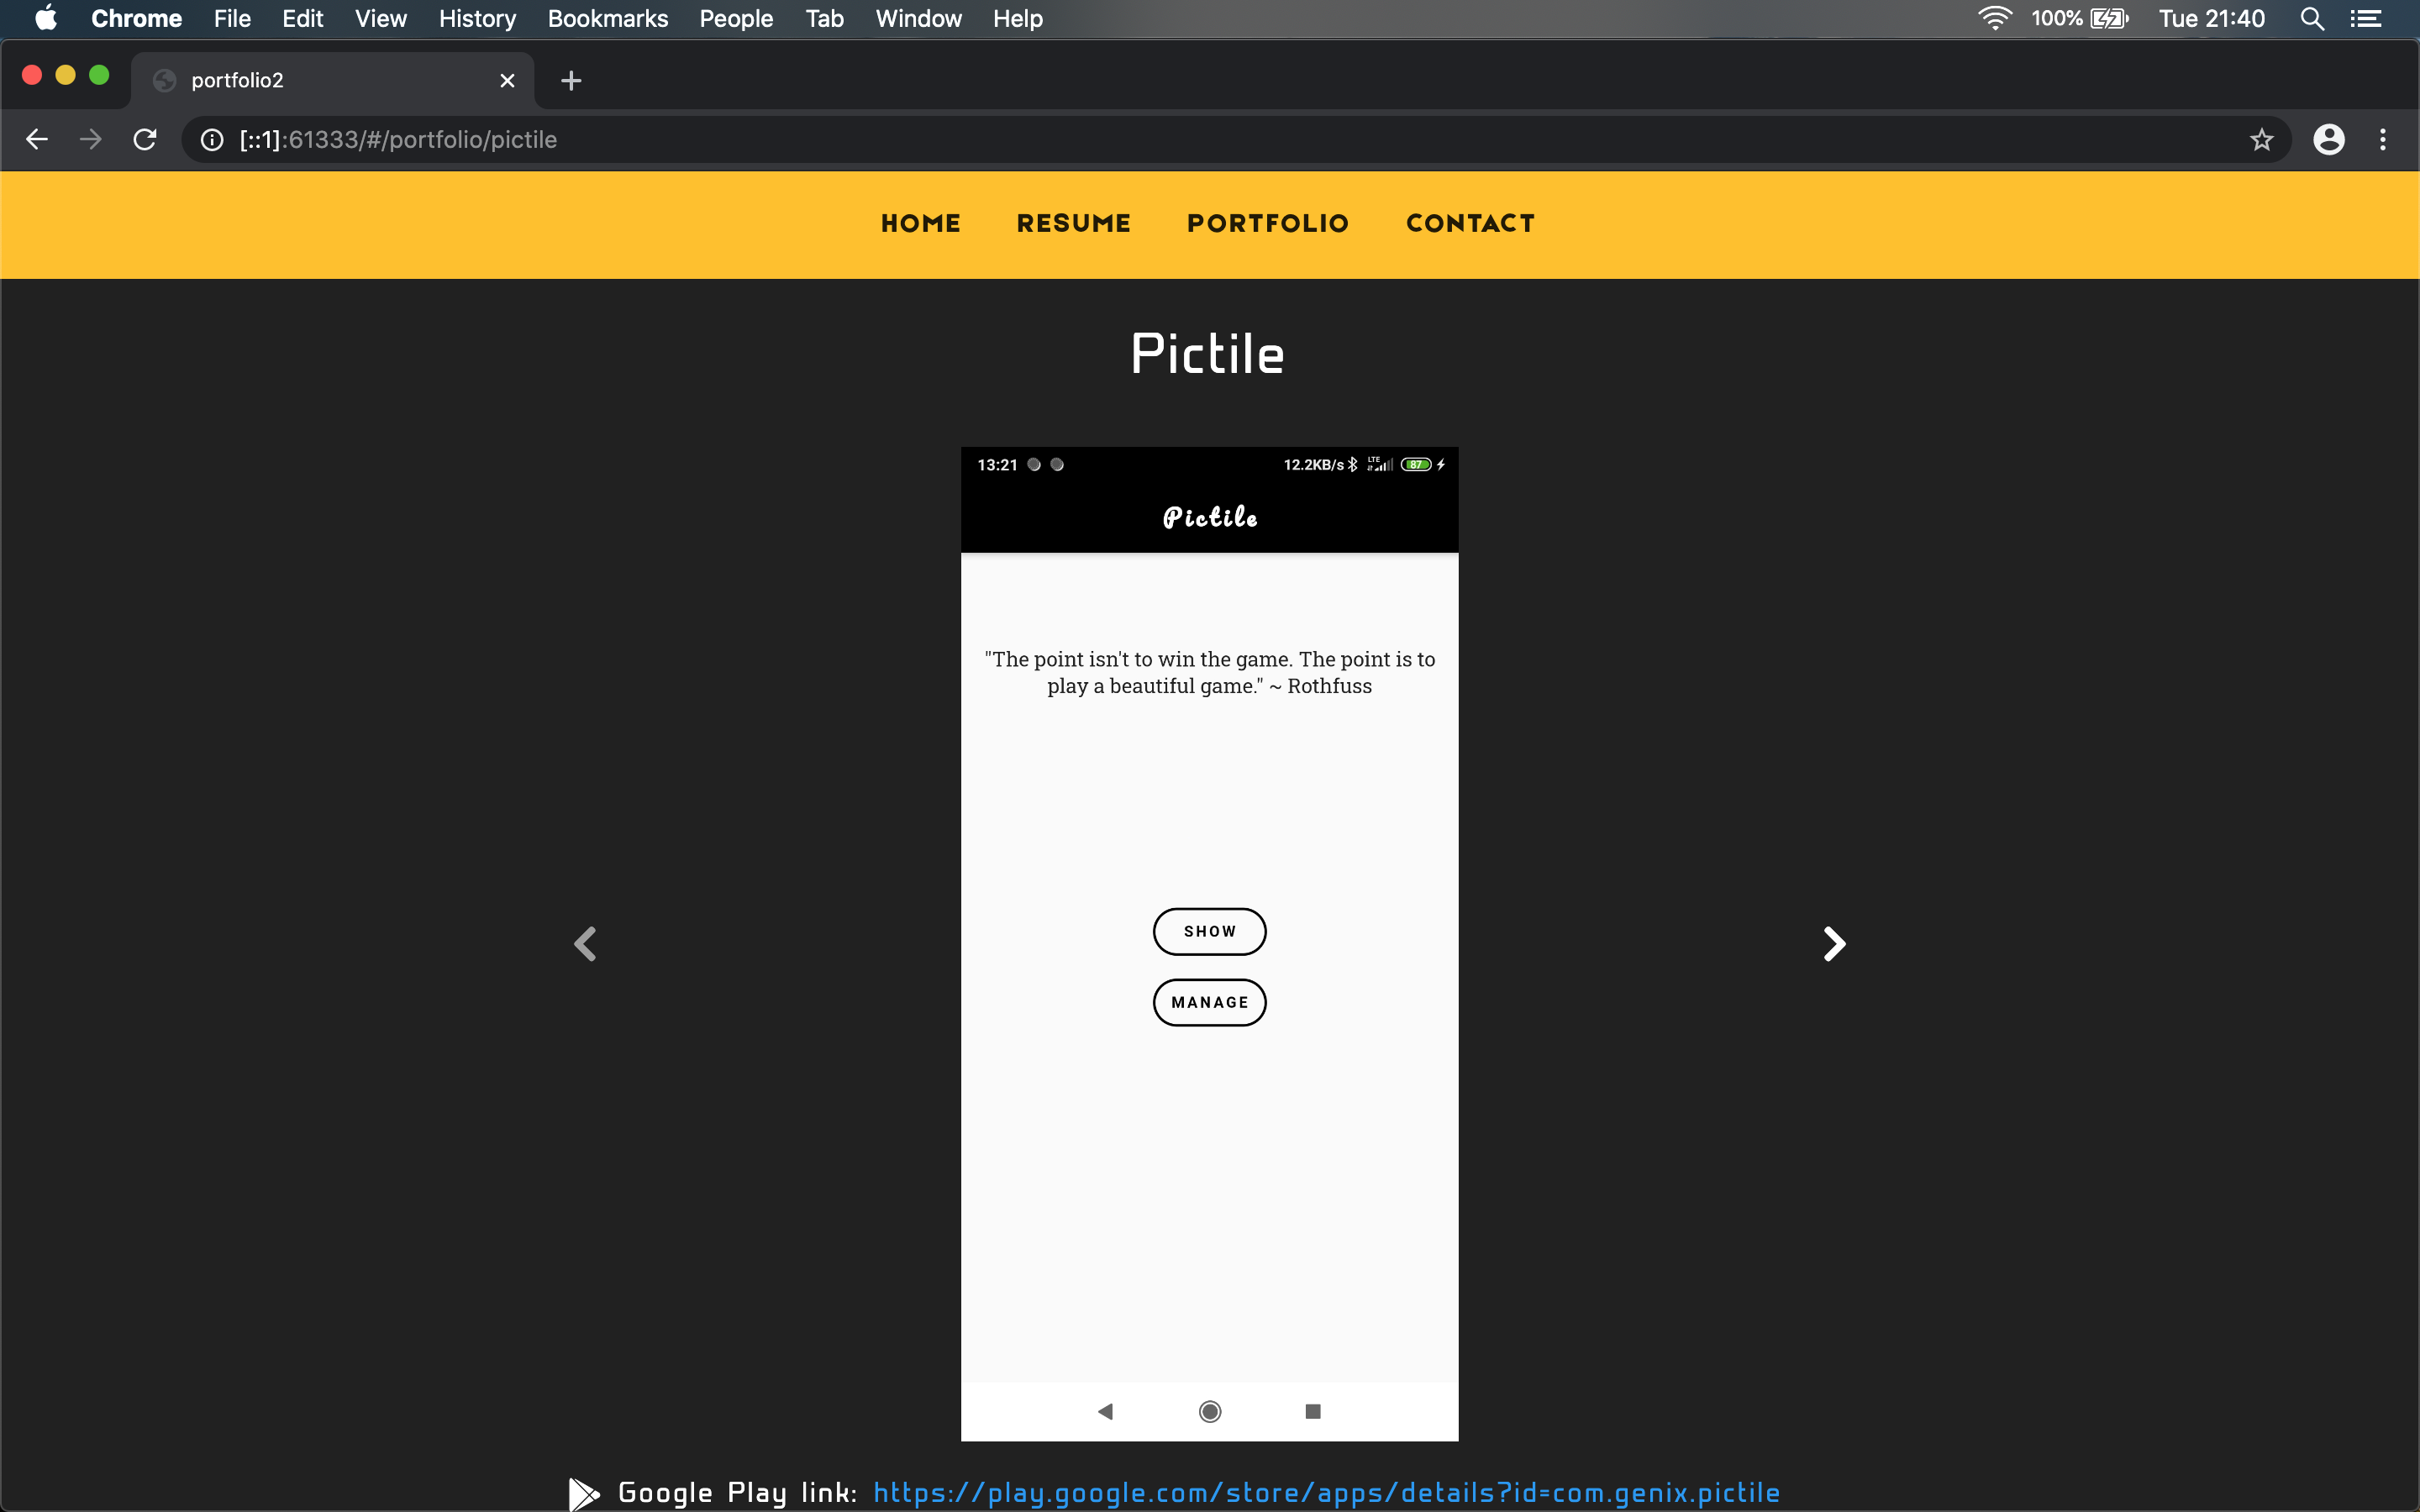 Chrome File Edit View History Bookmarks People Tab Window Help 100% Tue 21:40
portfolio2
[::1]:61333/#/portfolio/pictile
HOME RESUME PORTFOLIO CONTACT
Pictile
13:21 12.2KB/s LTE 87
Pictile
"The point isn't to win the game. The point is to
play a beautiful game." ~ Rothfuss
SHOW
MANAGE
Google Play link: https://play.google.com/store/apps/details?id=com.genix.pictile